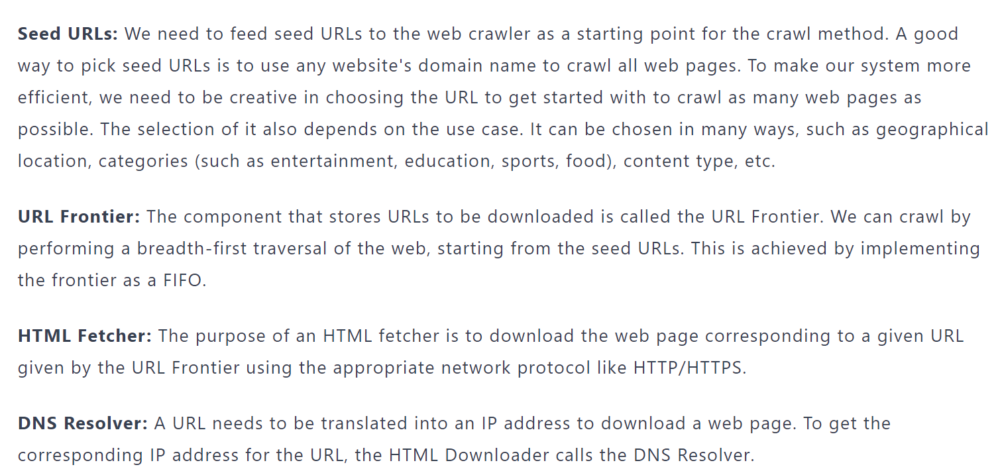 Seed URLs: We need to feed seed URLs to the web crawler as a starting point for the crawl method. A good
way to pick seed URLs is to use any website's domain name to crawl all web pages. To make our system more
efficient, we need to be creative in choosing the URL to get started with to crawl as many web pages as
possible. The selection of it also depends on the use case. It can be chosen in many ways, such as geographical
location, categories (such as entertainment, education, sports, food), content type, etc.
URL Frontier: The component that stores URLs to be downloaded is called the URL Frontier. We can crawl by
performing a breadth-first traversal of the web, starting from the seed URLs. This is achieved by implementing
the frontier as a FIFO.
HTML Fetcher: The purpose of an HTML fetcher is to download the web page corresponding to a given URL
given by the URL Frontier using the appropriate network protocol like HTTP/HTTPS.
DNS Resolver: A URL needs to be translated into an IP address to download a web page. To get the
corresponding IP address for the URL, the HTML Downloader calls the DNS Resolver.